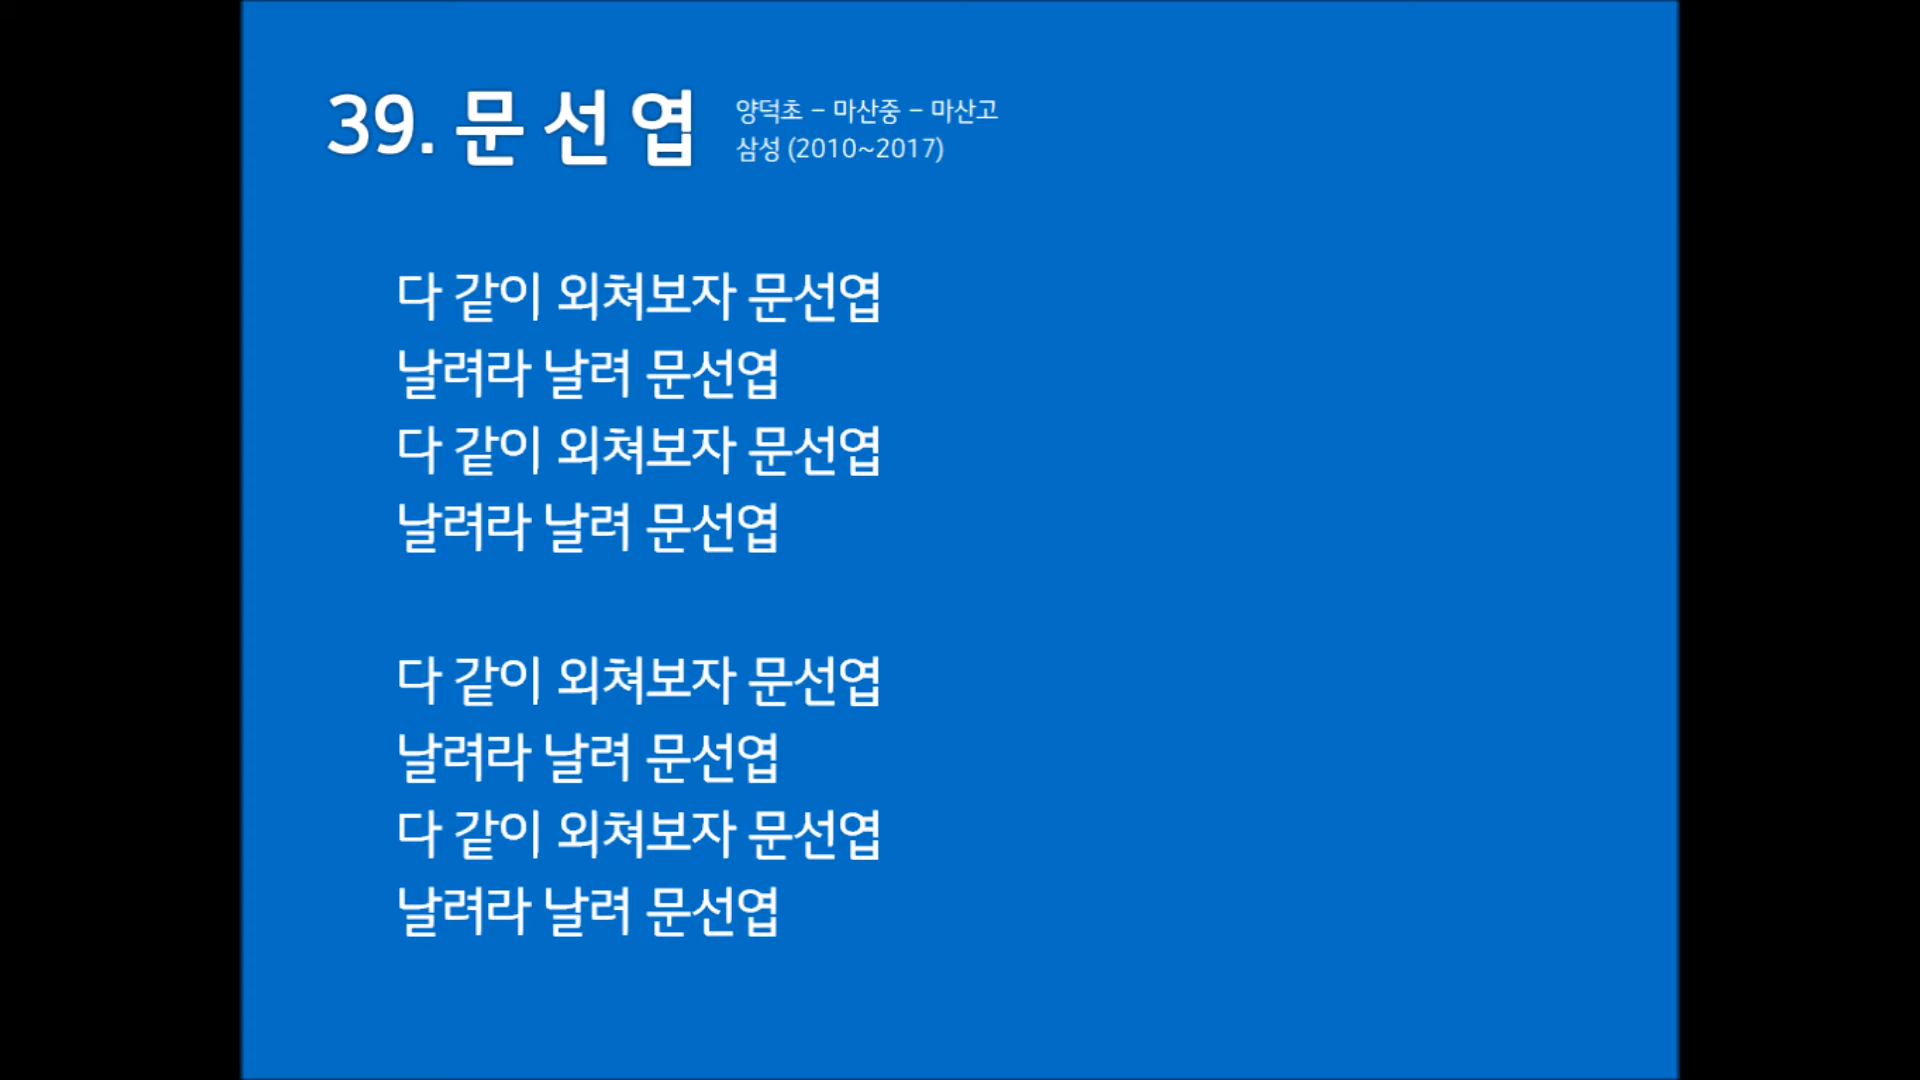 39. 문 선 엽
양덕초 - 마산중 - 마산고
삼성 (2010~2017)
다 같이 외쳐보자 문선엽
날려라 날려 문선엽
다 같이 외쳐보자 문선엽
날려라 날려 문선엽
다 같이 외쳐보자 문선엽
날려라 날려 문선엽
다 같이 외쳐보자 문선엽
날려라 날려 문선엽